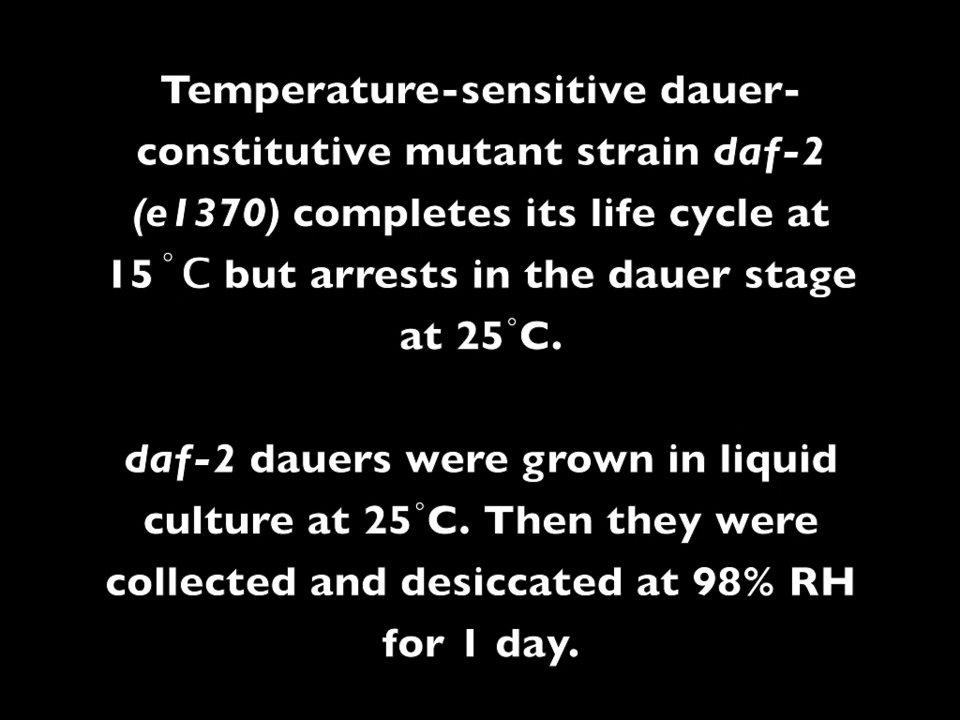 Temperature-sensitive dauer-
constitutive mutant strain daf-2
(e1370) completes its life cycle at
15 ° C but arrests in the dauer stage
at 25°C.
daf-2 dauers were grown in liquid
culture at 25°C. Then they were
collected and desiccated at 98% RH
for 1 day.